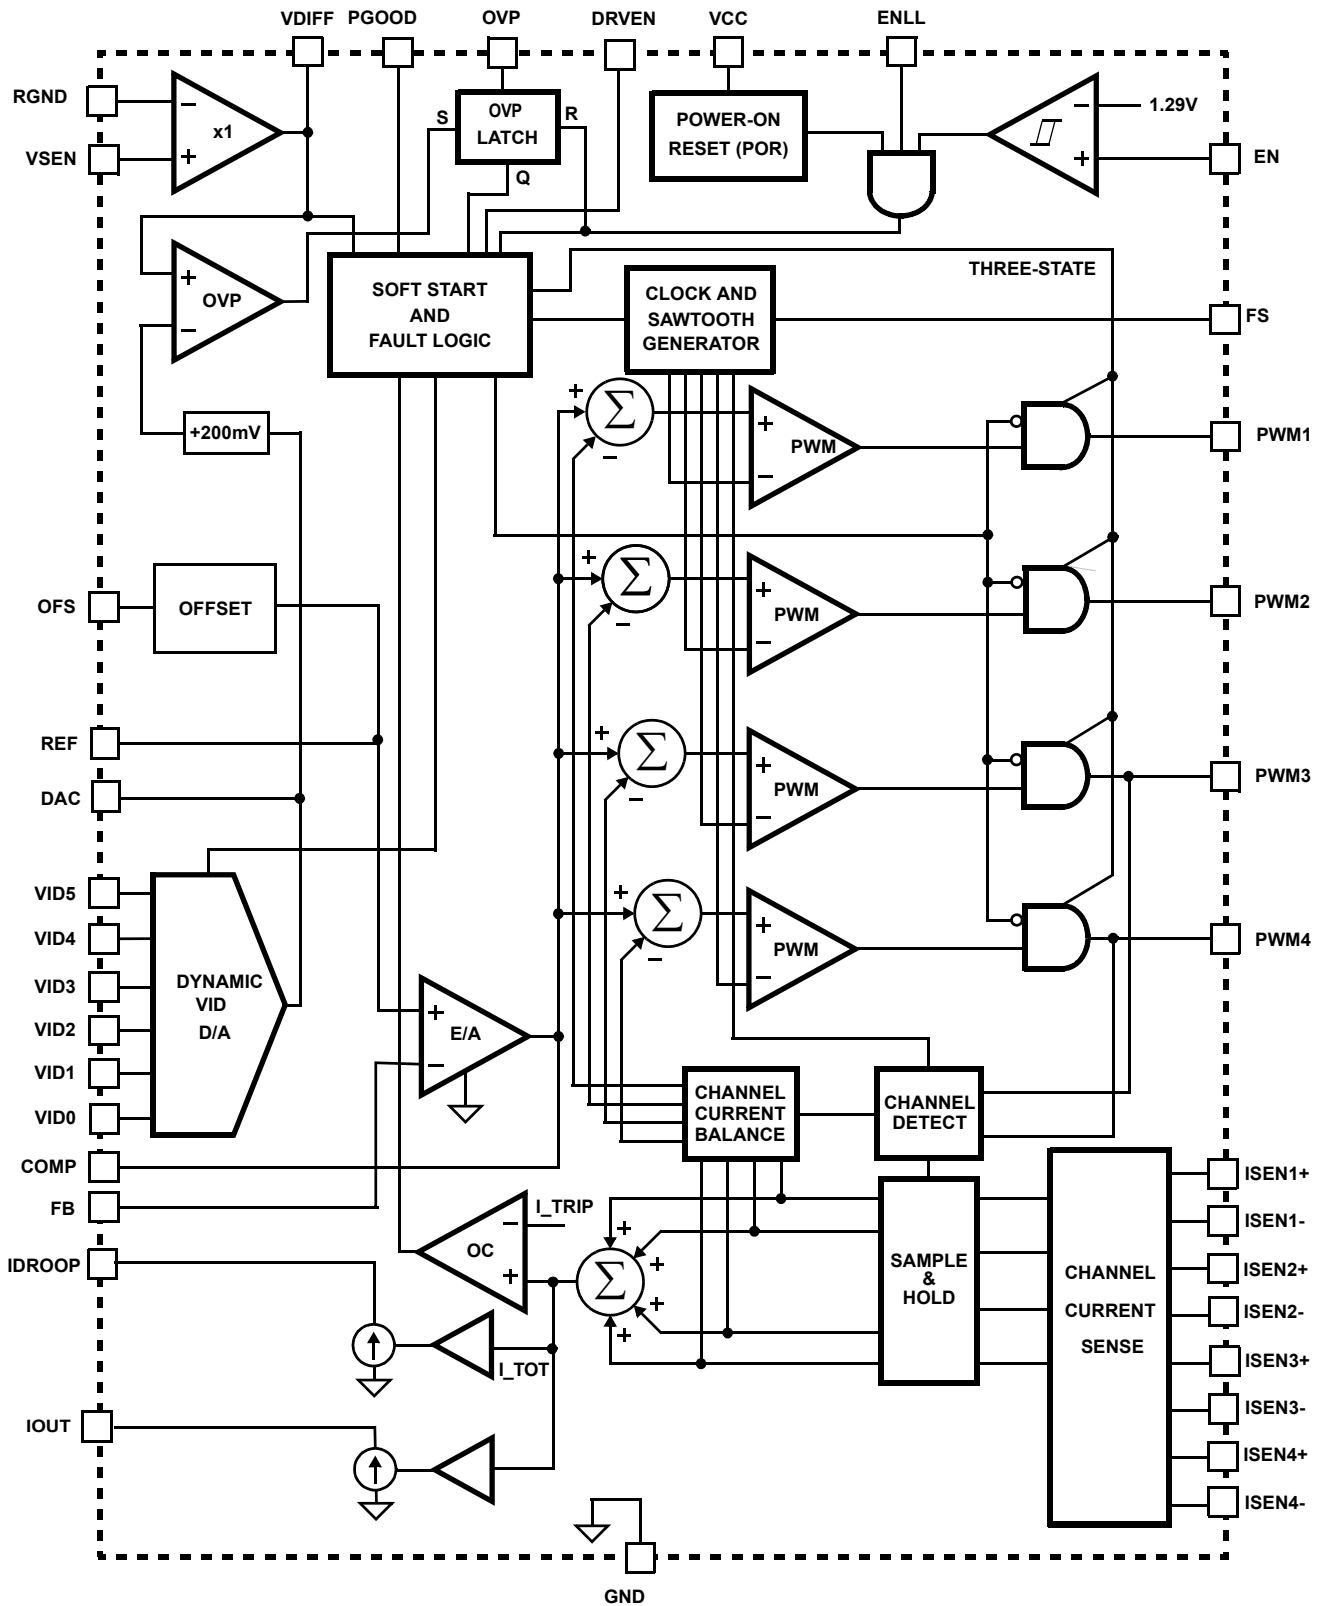 VDIFF PGOOD OVP DRVEN VCC ENLL
RGND
VSEN
−
x1
+
S
OVP
LATCH
R
Q
POWER-ON
RESET (POR)
−
1.29V
+
EN
+
OVP
−
SOFT START
AND
FAULT LOGIC
CLOCK AND
SAWTOOTH
GENERATOR
THREE-STATE
FS
+200mV
+
Σ
−
+
PWM
−
PWM1
OFS
OFFSET
+
Σ
−
+
PWM
−
PWM2
REF
DAC
+
Σ
−
+
PWM
−
PWM3
VID5
VID4
VID3
VID2
VID1
VID0
DYNAMIC
VID
D/A
+
Σ
−
+
PWM
−
PWM4
+
E/A
−
COMP
FB
CHANNEL
CURRENT
BALANCE
CHANNEL
DETECT
IDROOP
I_TRIP
−
OC
+
+
+
Σ
+
+
SAMPLE
&
HOLD
CHANNEL
CURRENT
SENSE
ISEN1+
ISEN1-
ISEN2+
ISEN2-
ISEN3+
ISEN3-
ISEN4+
ISEN4-
I_TOT
IOUT
GND